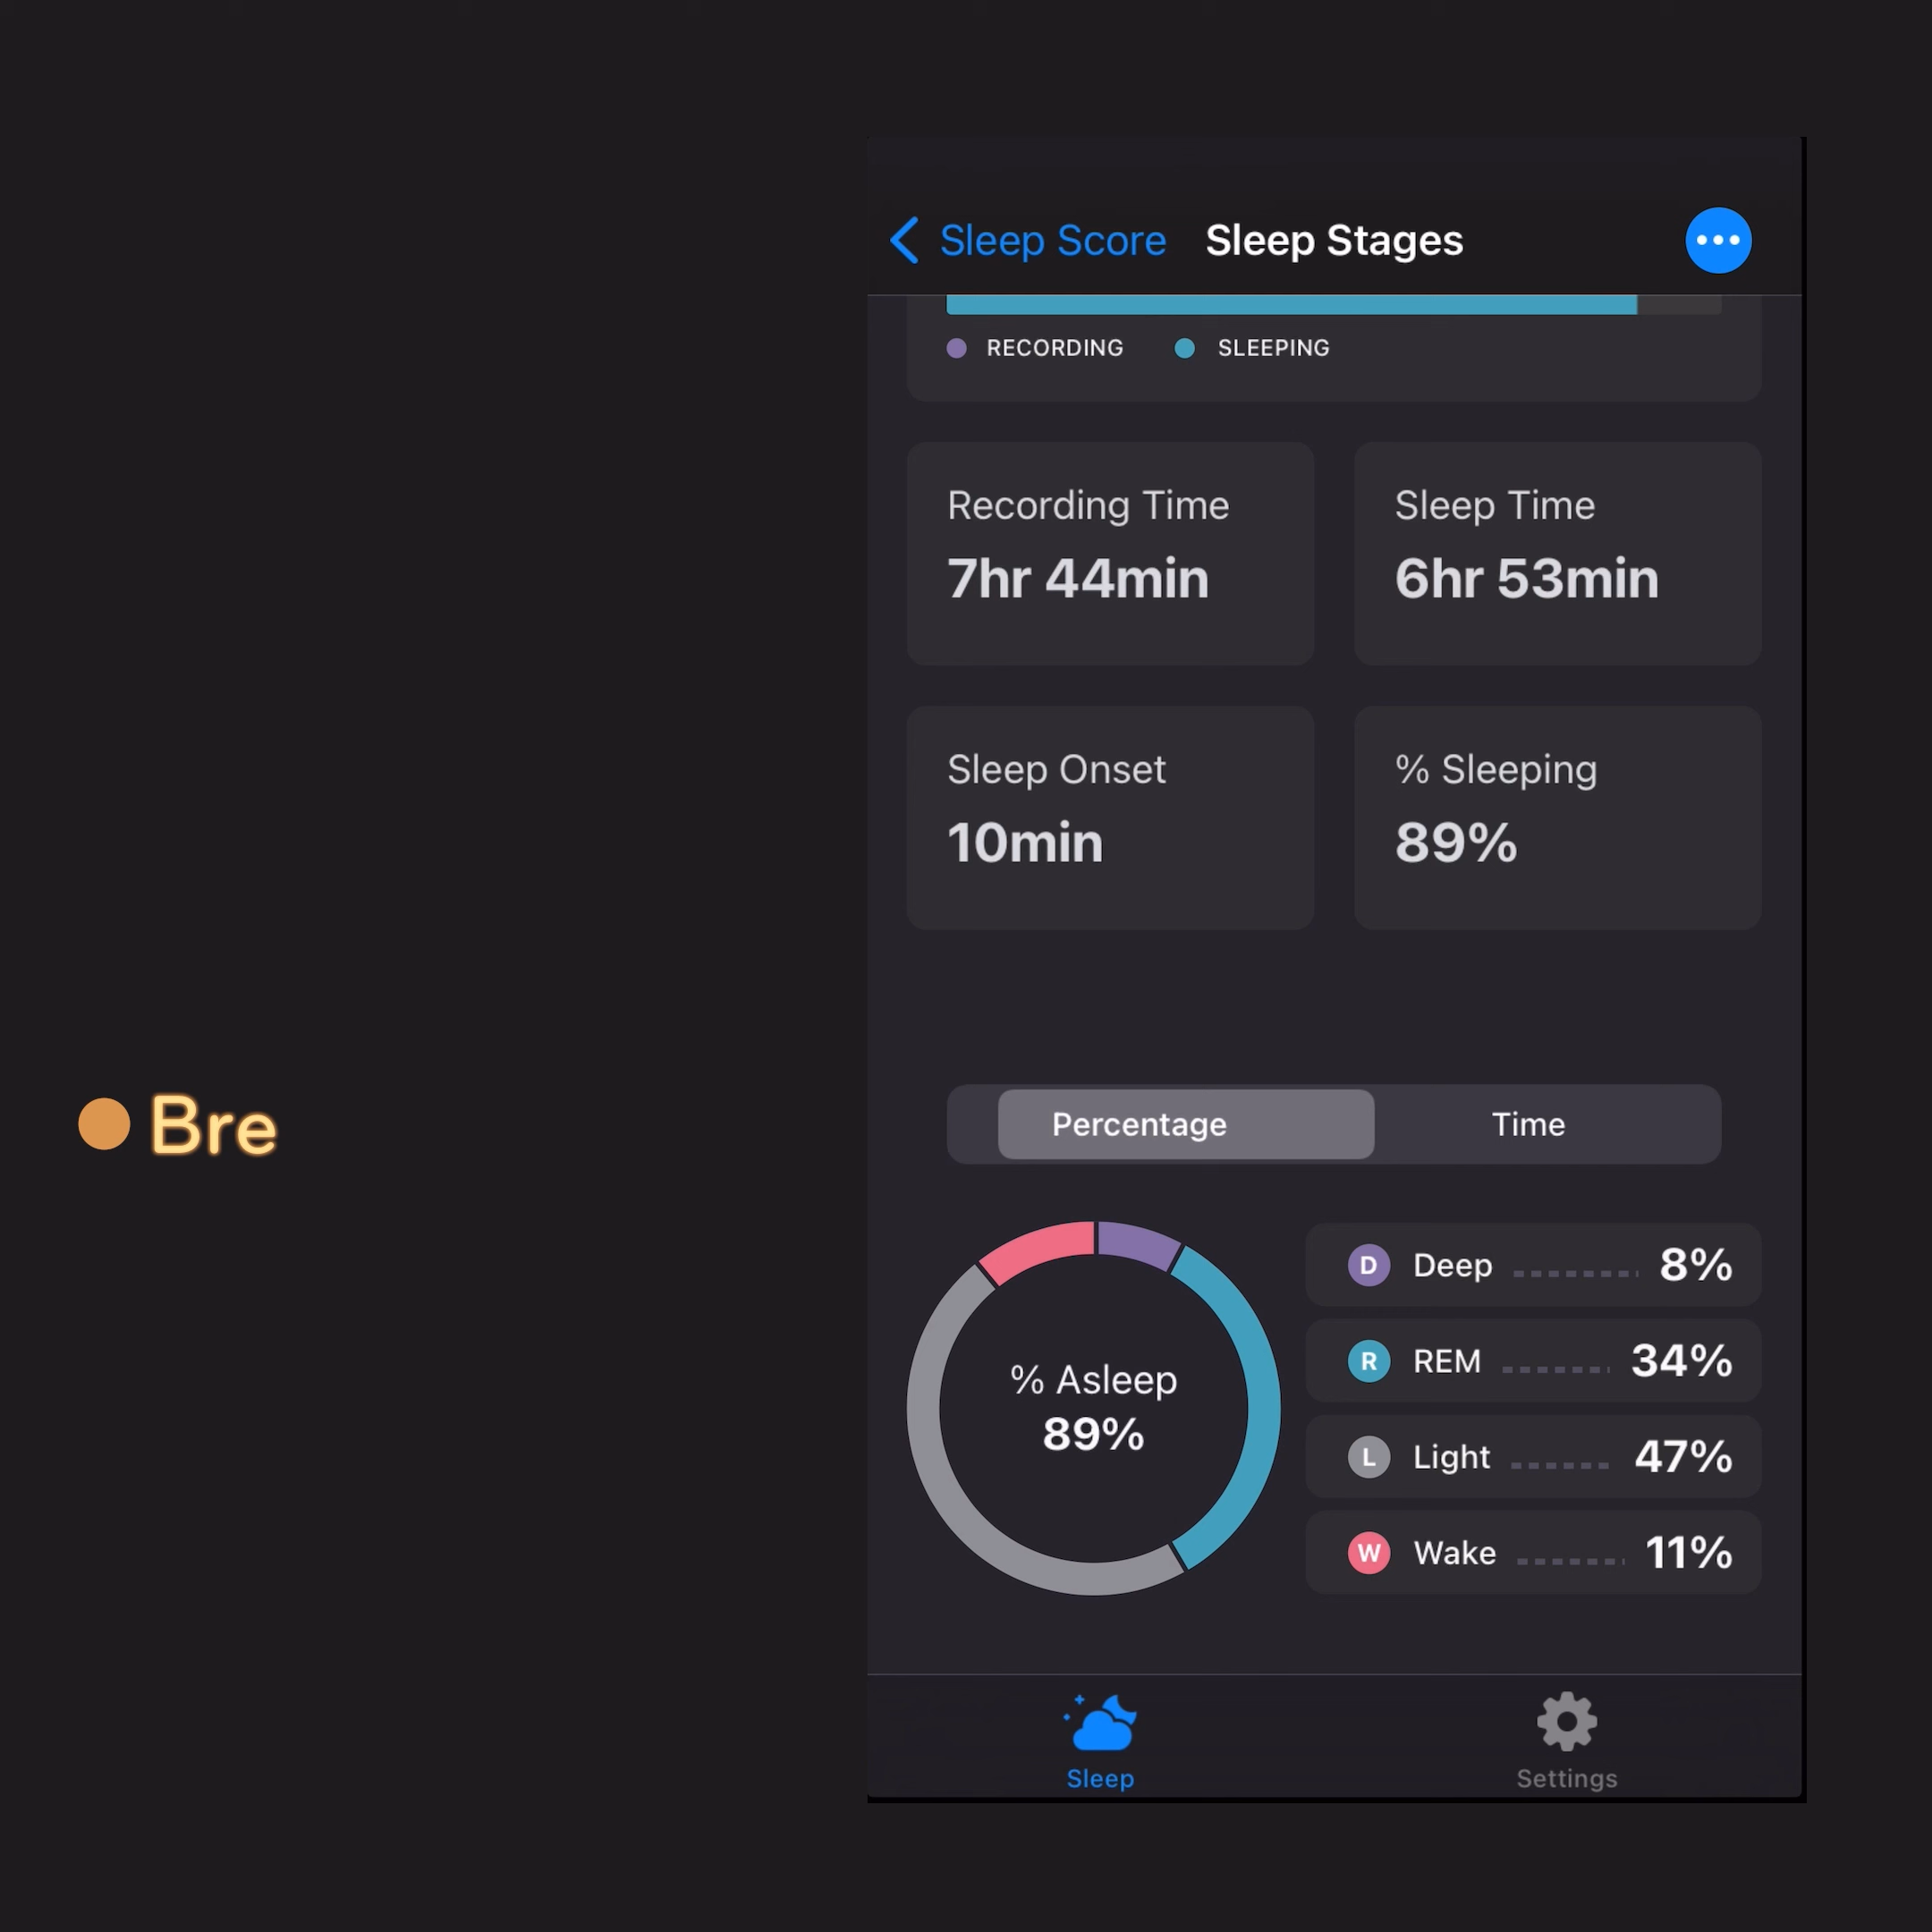 Sleep Score
Sleep Stages
RECORDING
SLEEPING
Recording Time
7hr 44min
Sleep Time
6hr 53min
Sleep Onset
10min
% Sleeping
89%
Bre
Percentage
Time
% Asleep
89%
D Deep 8%
R REM 34%
L Light 47%
W Wake 11%
Sleep
Settings